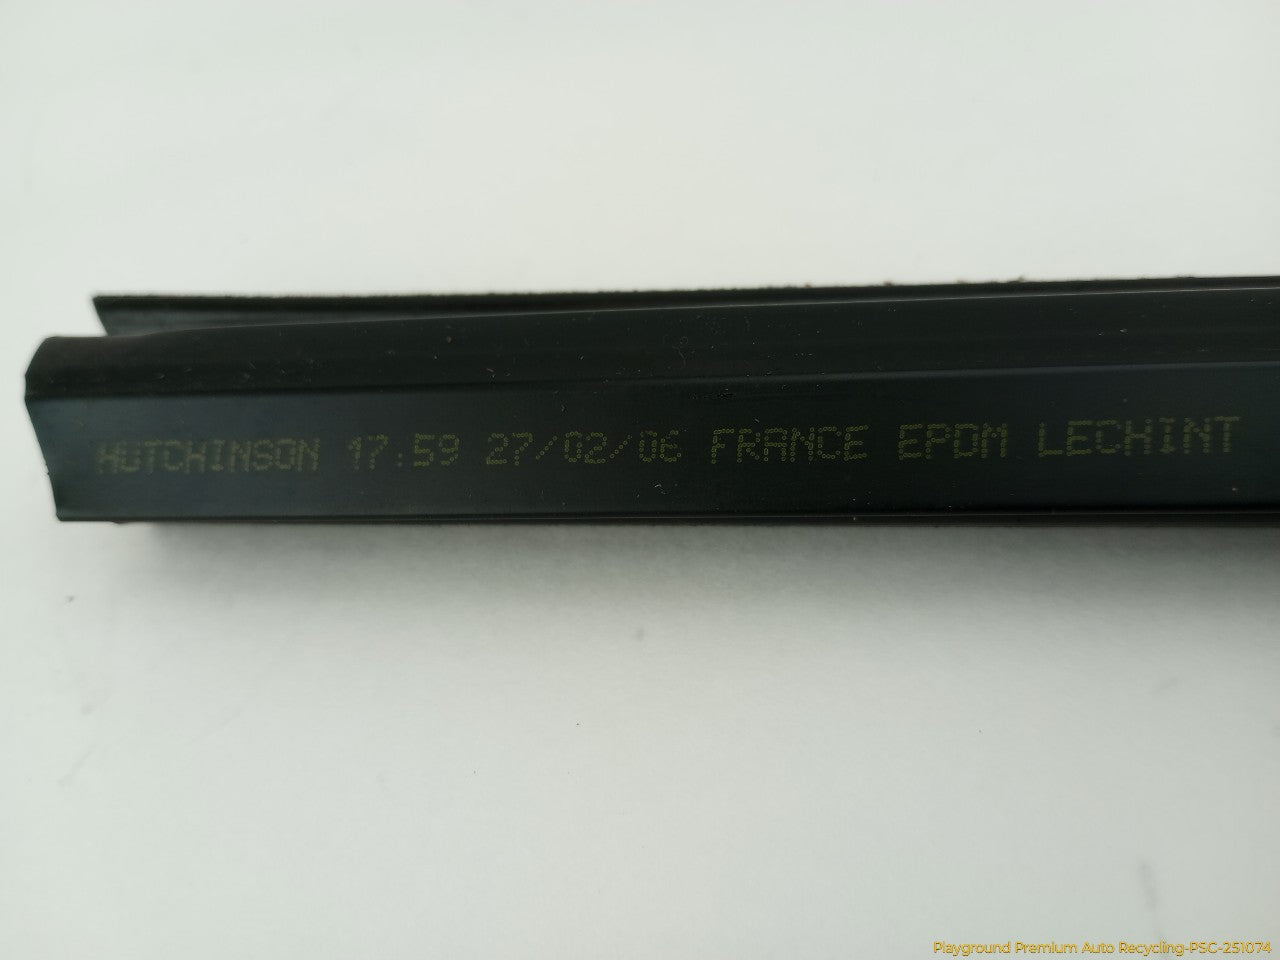 HUTCHINSON 17:59 27/02/06 FRANCE EPDM LECHINT
Playground Premium Auto Recycling-PSC-251074